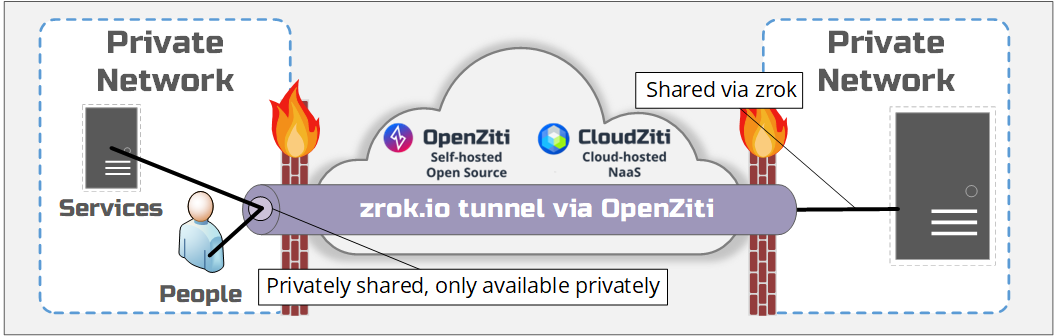 Private
Network
Services
People
OpenZiti
Self-hosted
Open Source
CloudZiti
Cloud-hosted
NaaS
zrok.io tunnel via OpenZiti
Privately shared, only available privately
Shared via zrok
Private
Network